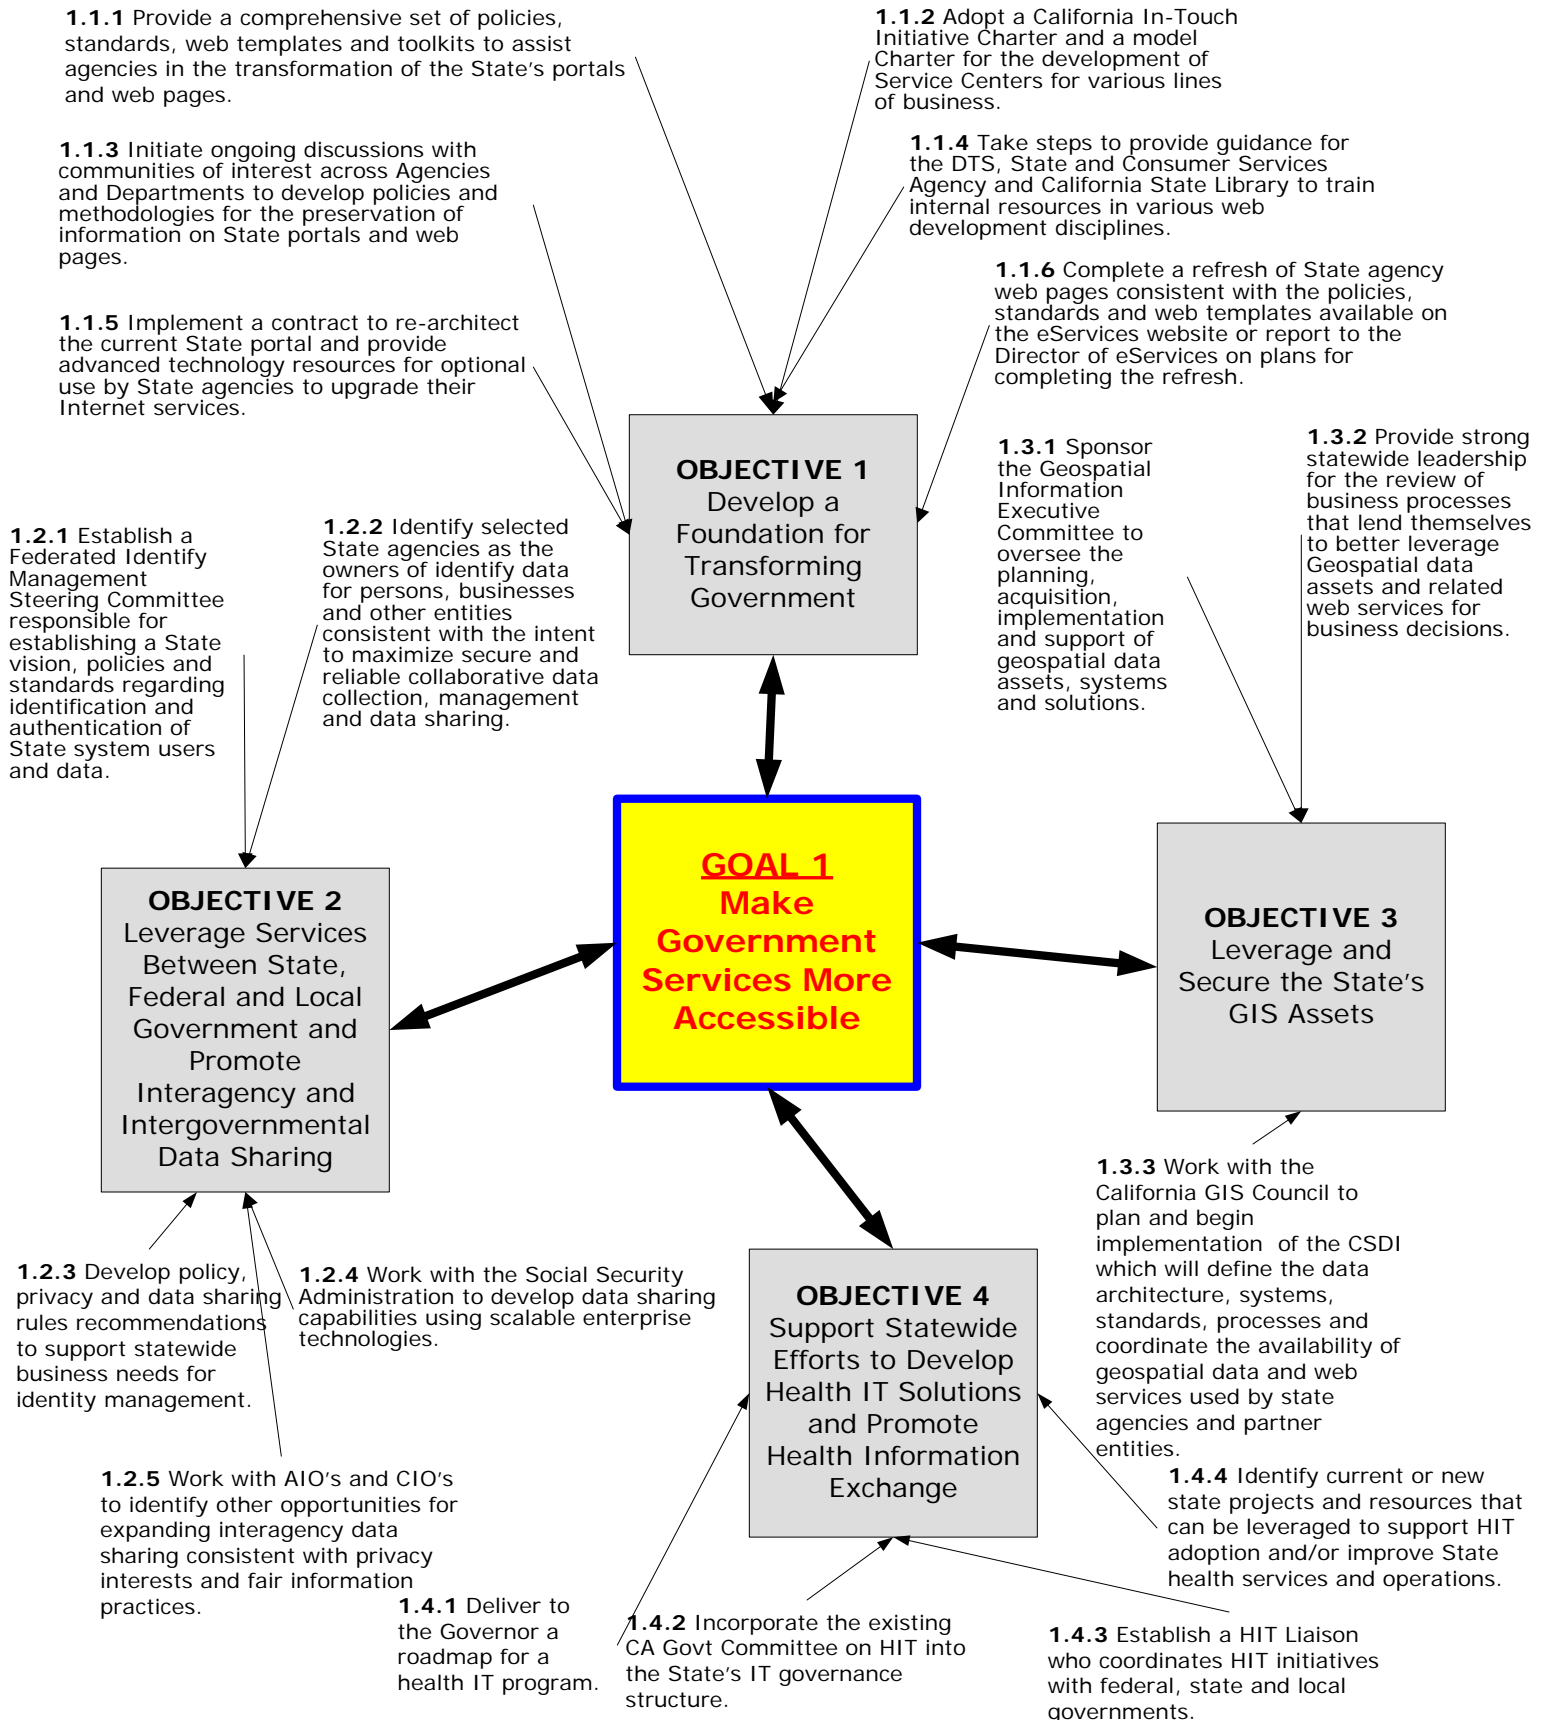 1.1.1 Provide a comprehensive set of policies,
standards, web templates and toolkits to assist
agencies in the transformation of the State's portals
and web pages.
1.1.2 Adopt a California In-Touch
Initiative Charter and a model
Charter for the development of
Service Centers for various lines
of business.
1.1.3 Initiate ongoing discussions with
communities of interest across Agencies
and Departments to develop policies and
methodologies for the preservation of
information on State portals and web
pages.
1.1.4 Take steps to provide guidance for
the DTS, State and Consumer Services
Agency and California State Library to train
internal resources in various web
development disciplines.
1.1.5 Implement a contract to re-architect
the current State portal and provide
advanced technology resources for optional
use by State agencies to upgrade their
Internet services.
1.1.6 Complete a refresh of State agency
web pages consistent with the policies,
standards and web templates available on
the eServices website or report to the
Director of eServices on plans for
completing the refresh.
OBJECTIVE 1
Develop a
Foundation for
Transforming
Government
1.2.1 Establish a
Federated Identify
Management
Steering Committee
responsible for
establishing a State
vision, policies and
standards regarding
identification and
authentication of
State system users
and data.
1.2.2 Identify selected
State agencies as the
owners of identify data
for persons, businesses
and other entities
consistent with the intent
to maximize secure and
reliable collaborative data
collection, management
and data sharing.
1.3.1 Sponsor
the Geospatial
Information
Executive
Committee to
oversee the
planning,
acquisition,
implementation
and support of
geospatial data
assets, systems
and solutions.
1.3.2 Provide strong
statewide leadership
for the review of
business processes
that lend themselves
to better leverage
Geospatial data
assets and related
web services for
business decisions.
GOAL 1
Make
Government
Services More
Accessible
OBJECTIVE 2
Leverage Services
Between State,
Federal and Local
Government and
Promote
Interagency and
Intergovernmental
Data Sharing
OBJECTIVE 3
Leverage and
Secure the State's
GIS Assets
1.2.3 Develop policy,
privacy and data sharing
rules recommendations
to support statewide
business needs for
identity management.
1.2.4 Work with the Social Security
Administration to develop data sharing
capabilities using scalable enterprise
technologies.
1.2.5 Work with AIO's and CIO's
to identify other opportunities for
expanding interagency data
sharing consistent with privacy
interests and fair information
practices.
OBJECTIVE 4
Support Statewide
Efforts to Develop
Health IT Solutions
and Promote
Health Information
Exchange
1.3.3 Work with the
California GIS Council to
plan and begin
implementation of the CSDI
which will define the data
architecture, systems,
standards, processes and
coordinate the availability of
geospatial data and web
services used by state
agencies and partner
entities.
1.4.1 Deliver to
the Governor a
roadmap for a
health IT program.
1.4.2 Incorporate the existing
CA Govt Committee on HIT into
the State's IT governance
structure.
1.4.3 Establish a HIT Liaison
who coordinates HIT initiatives
with federal, state and local
governments.
1.4.4 Identify current or new
state projects and resources that
can be leveraged to support HIT
adoption and/or improve State
health services and operations.